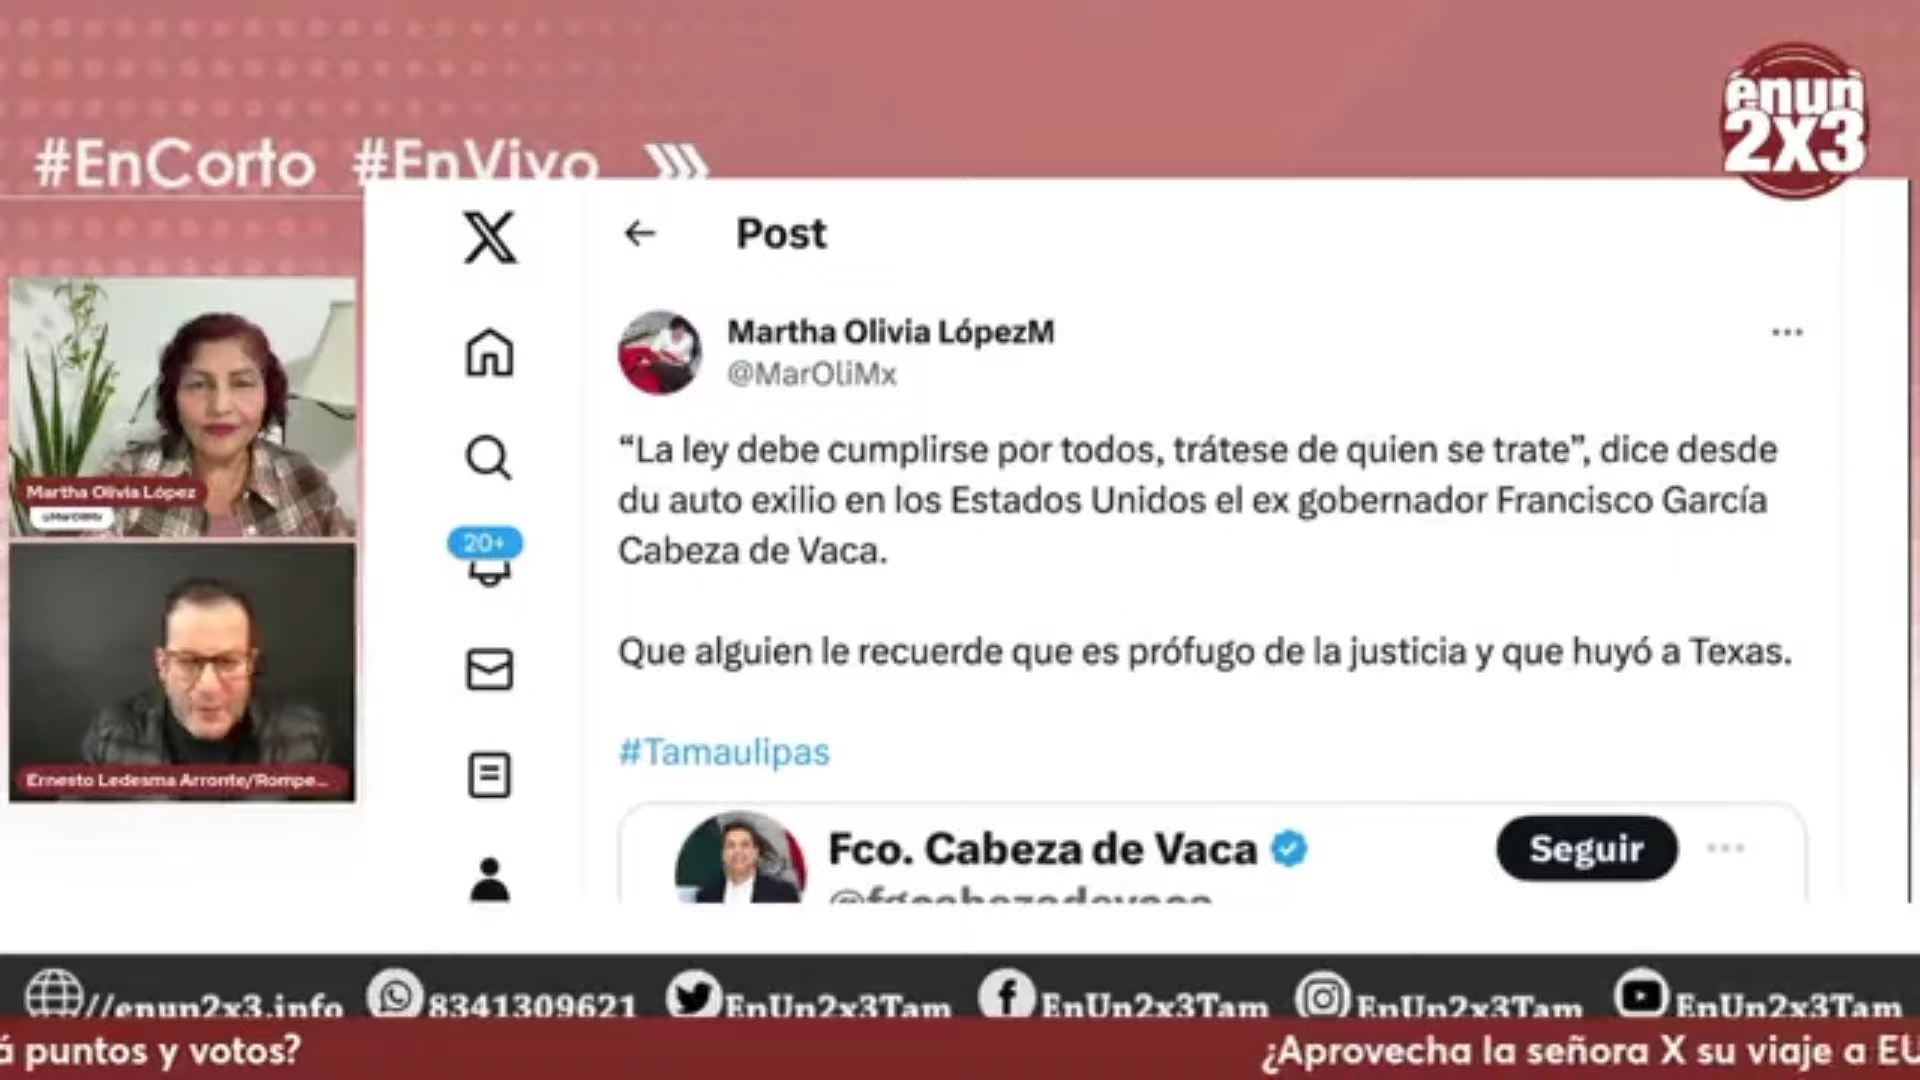 #EnCorto #EnVivo
énun
2x3
Post
Martha Olivia LópezM
@MarOliMx
“La ley debe cumplirse por todos, trátese de quien se trate”, dice desde
du auto exilio en los Estados Unidos el ex gobernador Francisco García
Cabeza de Vaca.
Que alguien le recuerde que es prófugo de la justicia y que huyó a Texas.
#Tamaulipas
Fco. Cabeza de Vaca
Seguir
@fgcabezadevaca
20+
Martha Olivia López
@MarOliMx
Ernesto Ledesma Arronte/Rompe...
//enun2x3.info
8341309621
EnUn2x3Tam
EnUn2x3Tam
EnUn2x3Tam
EnUn2x3Tam
á puntos y votos?
¿Aprovecha la señora X su viaje a EU